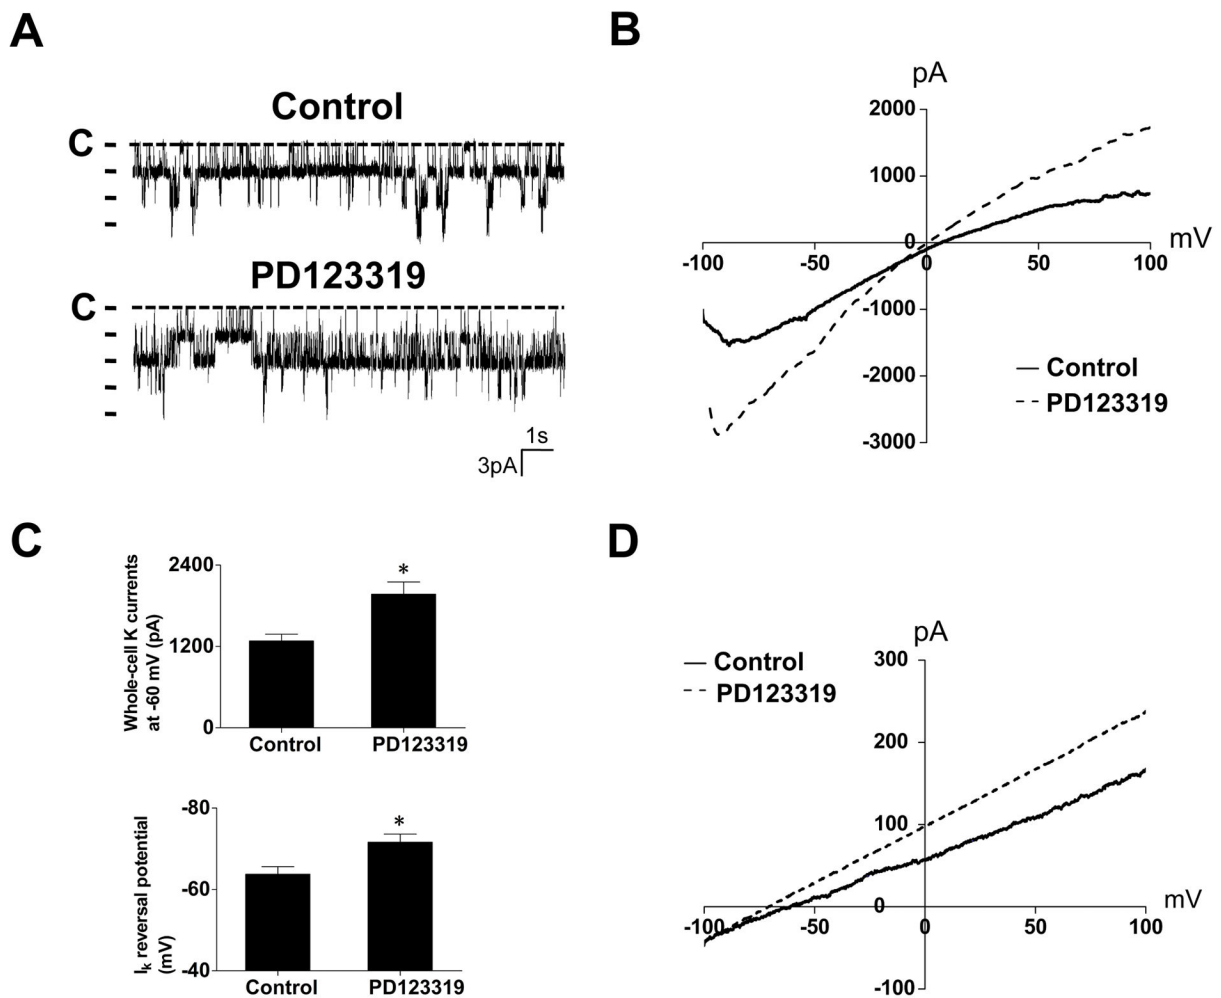 A
Control
C
PD123319
C
1s
3pA
B
pA
2000
1000
0
mV
-100
-50
0
50
100
-1000
-2000
-3000
Control
PD123319
C
Whole-cell K currents
at -60 mV (pA)
2400
*
1200
0
Control
PD123319
Ik reversal potential
(mV)
-80
*
-60
-40
Control
PD123319
D
pA
Control
PD123319
300
200
100
0
mV
-100
-50
0
50
100
-100